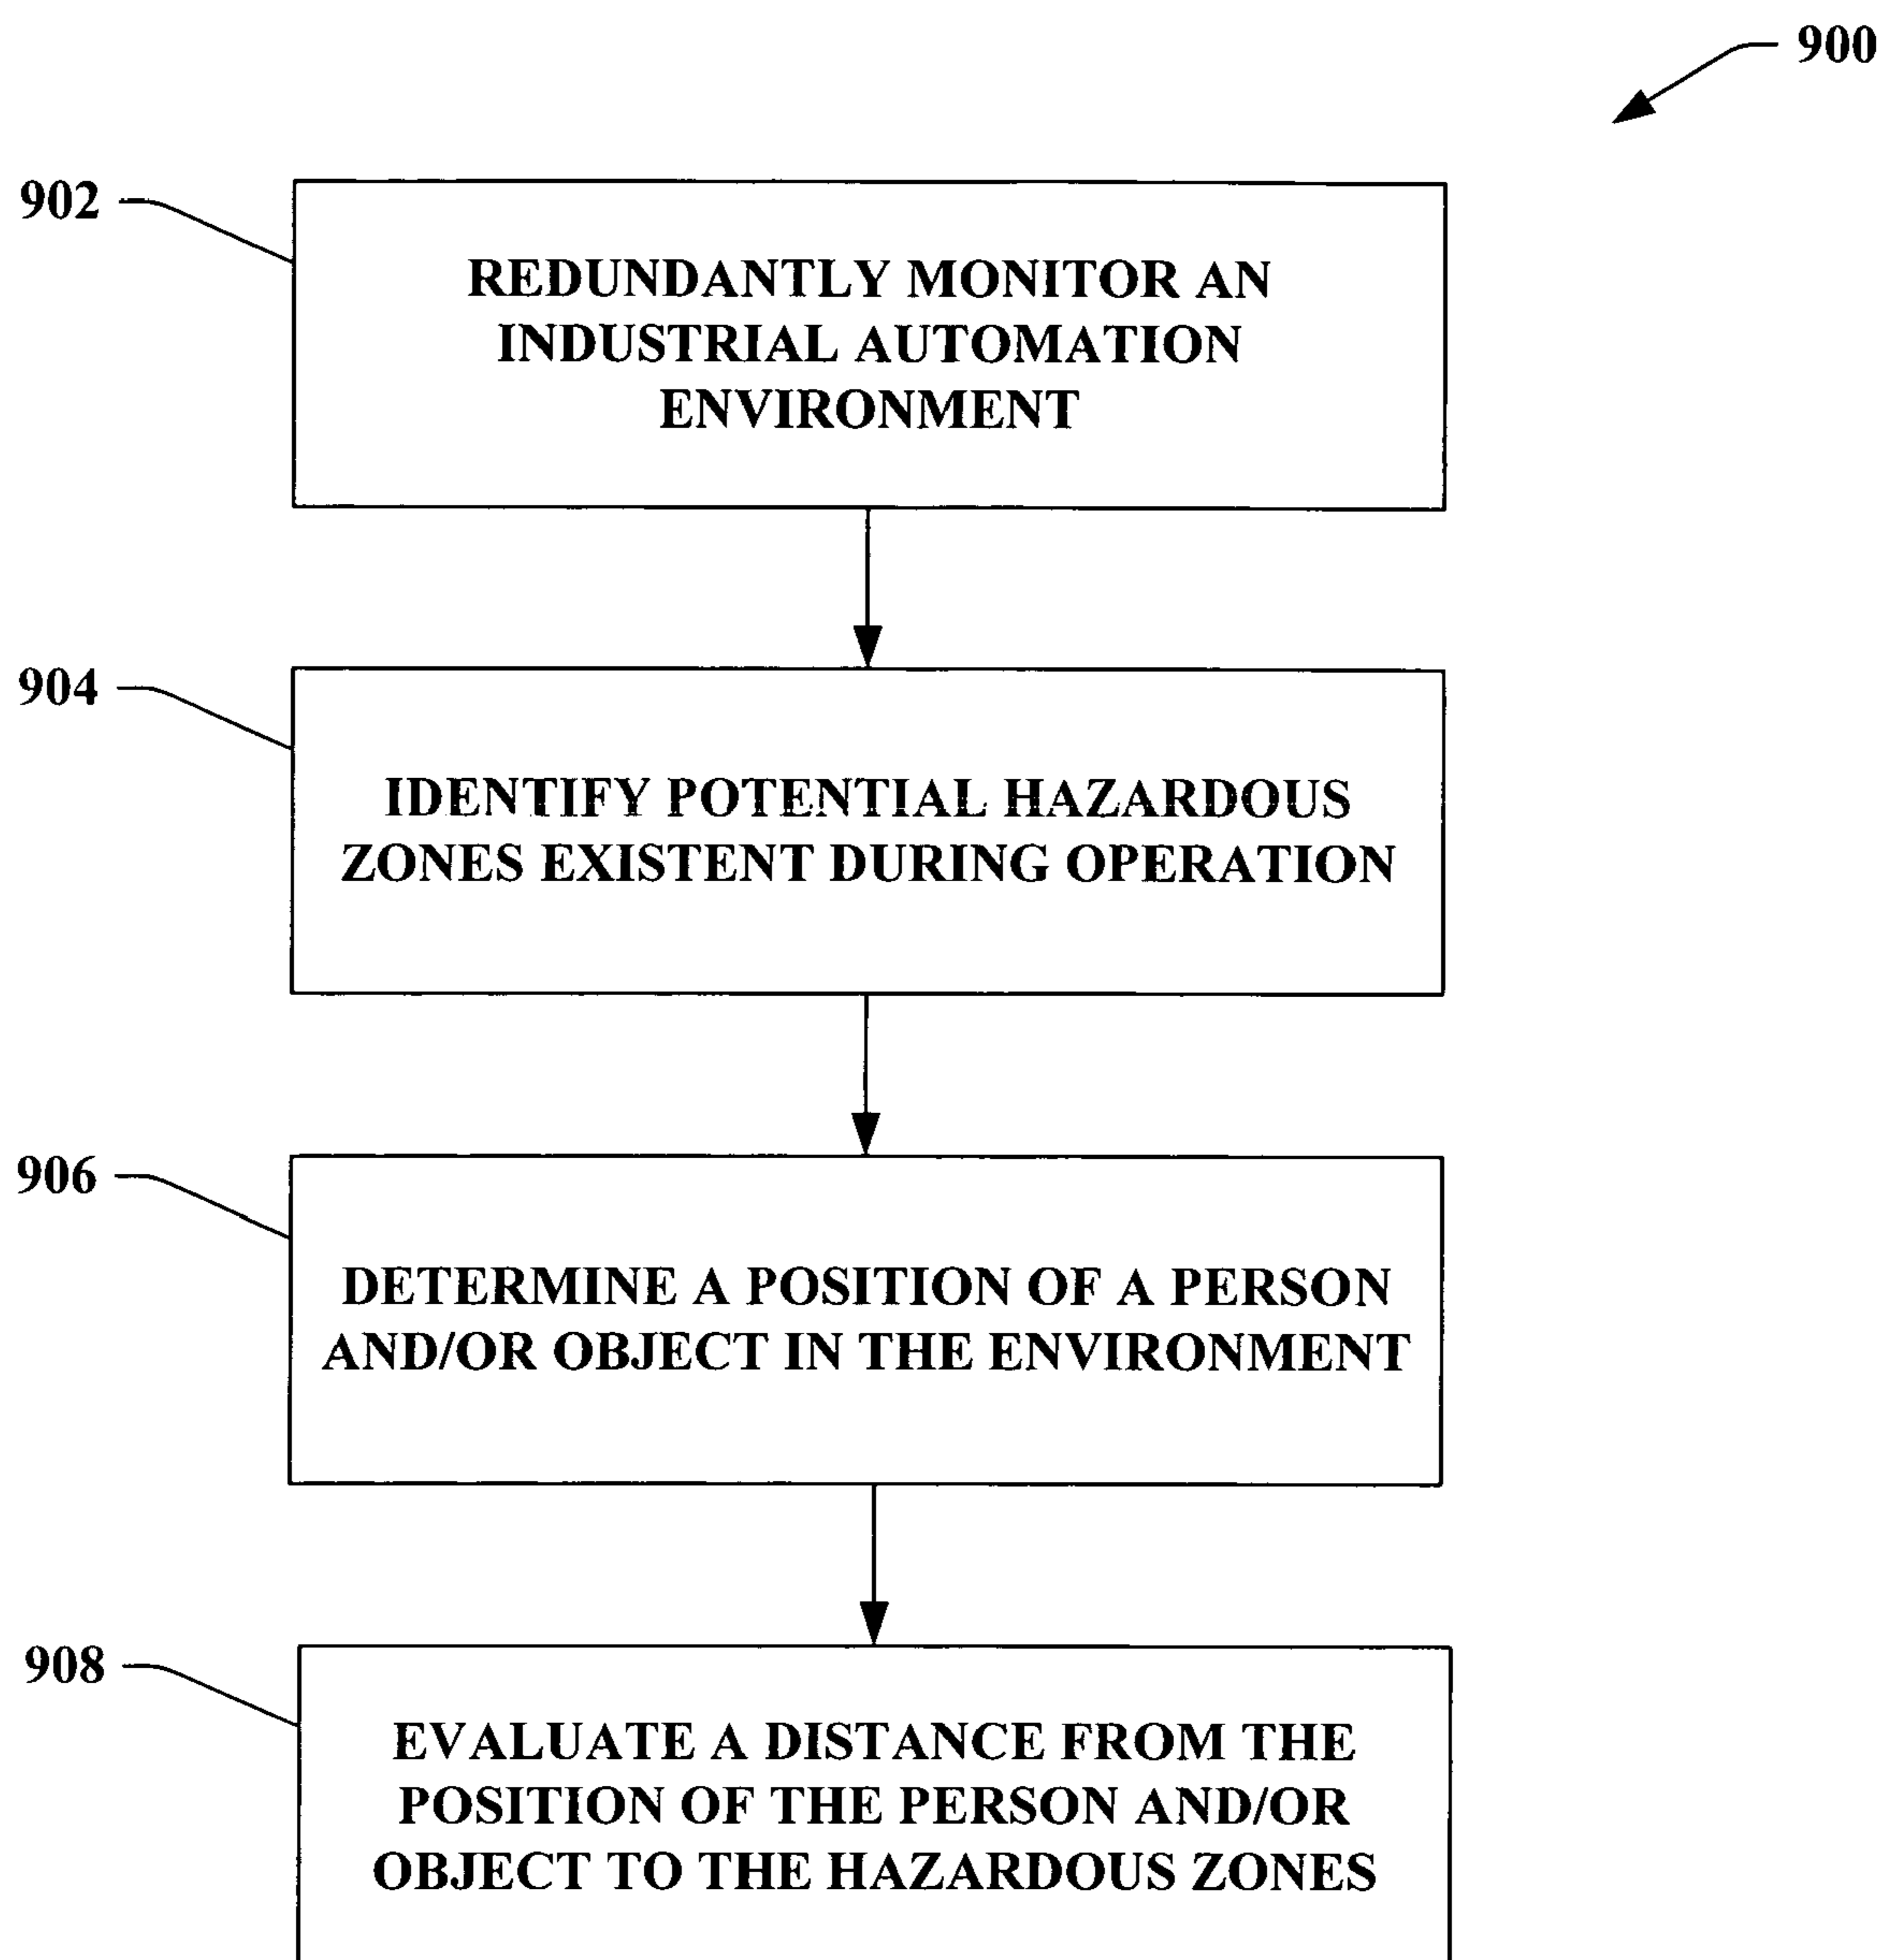 900
902
REDUNDANTLY MONITOR AN
INDUSTRIAL AUTOMATION
ENVIRONMENT
904
IDENTIFY POTENTIAL HAZARDOUS
ZONES EXISTENT DURING OPERATION
906
DETERMINE A POSITION OF A PERSON
AND/OR OBJECT IN THE ENVIRONMENT
908
EVALUATE A DISTANCE FROM THE
POSITION OF THE PERSON AND/OR
OBJECT TO THE HAZARDOUS ZONES